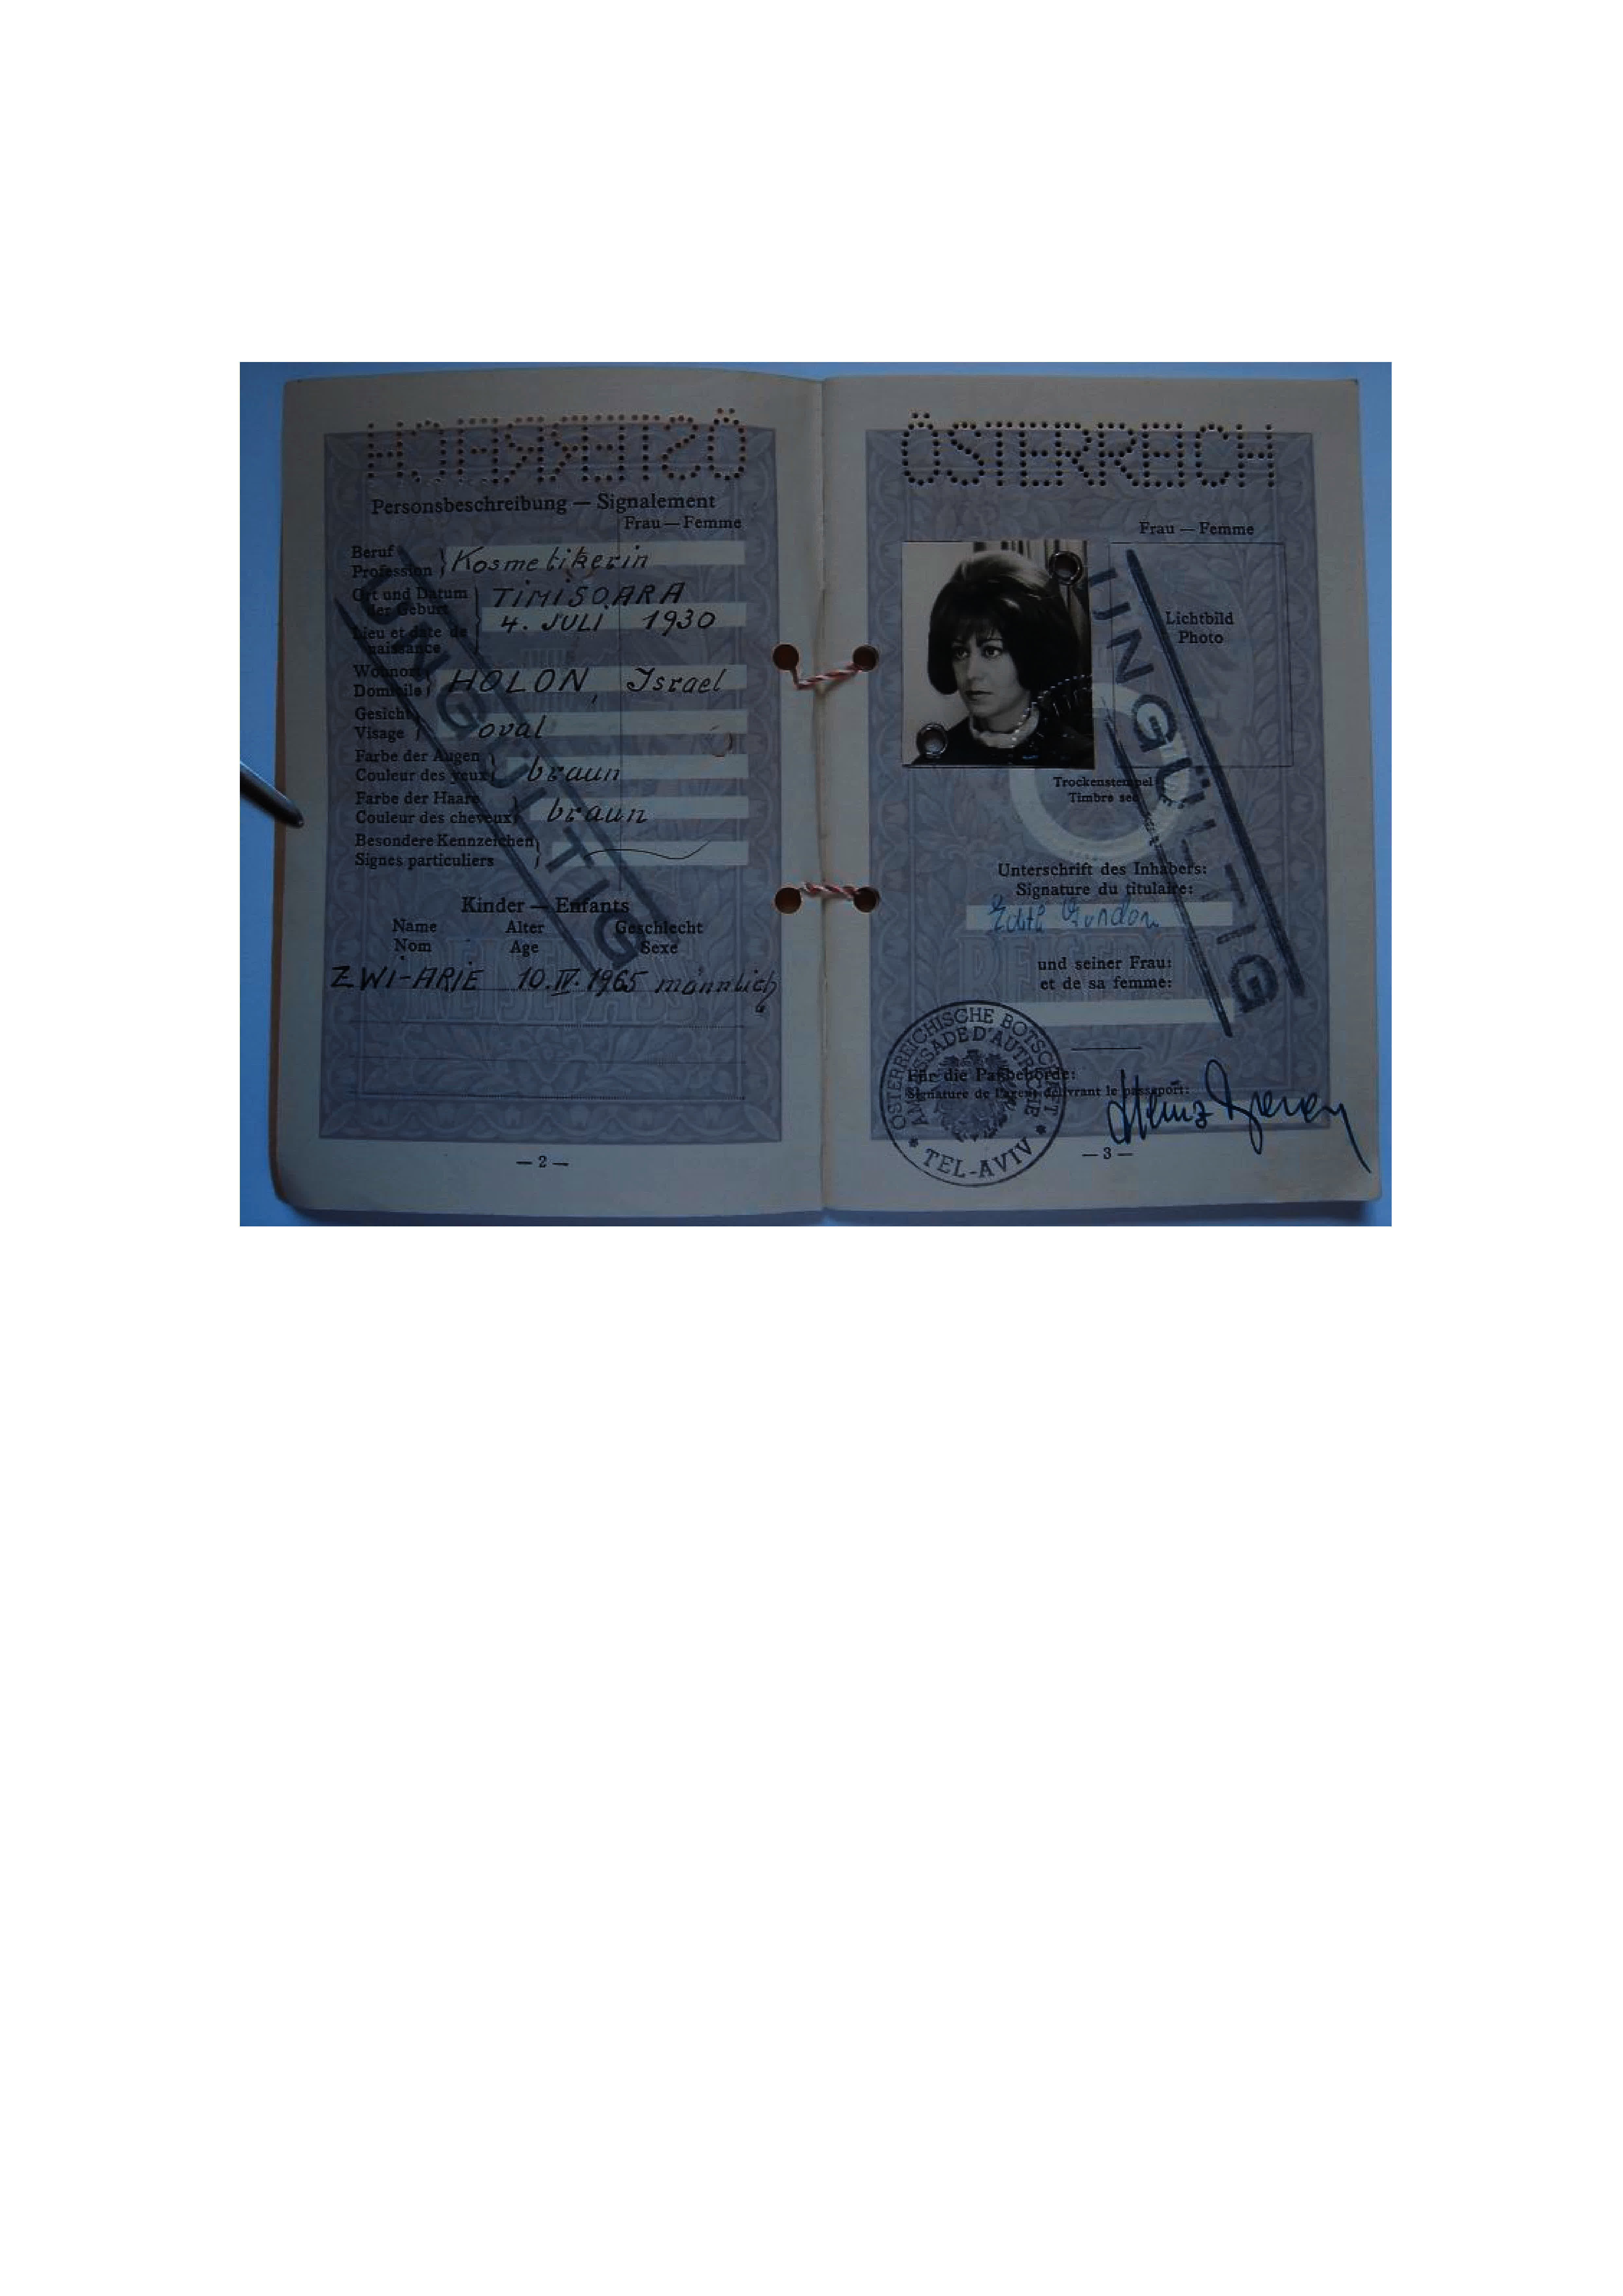 ÖSTERREICH
Personsbeschreibung — Signalement
Frau — Femme
Beruf
Profession } Kosmetikerin
Ort und Datum
der Geburt
Lieu et date de
naissance } TIMISOARA
4. JULI 1930
Wohnort
Domicile } HOLON, Israel
Gesicht
Visage } oval
Farbe der Augen
Couleur des yeux } braun
Farbe der Haare
Couleur des cheveux } braun
Besondere Kennzeichen
Signes particuliers }
Kinder — Enfants
Name Alter Geschlecht
Nom Age Sexe
ZWI-ARIE 10.IV.1965 männlich
REISEPASS
UNGÜLTIG
— 2 —
ÖSTERREICH
Frau — Femme
Lichtbild
Photo
Trockenstempel
Timbre sec
UNGÜLTIG
Unterschrift des Inhabers:
Signature du titulaire:
Edith
und seiner Frau:
et de sa femme:
Für die Paßbehörde:
Signature de l'agent délivrant le passeport:
ÖSTERREICHISCHE BOTSCHAFT
AMBASSADE D'AUTRICHE
* TEL-AVIV *
— 3 —